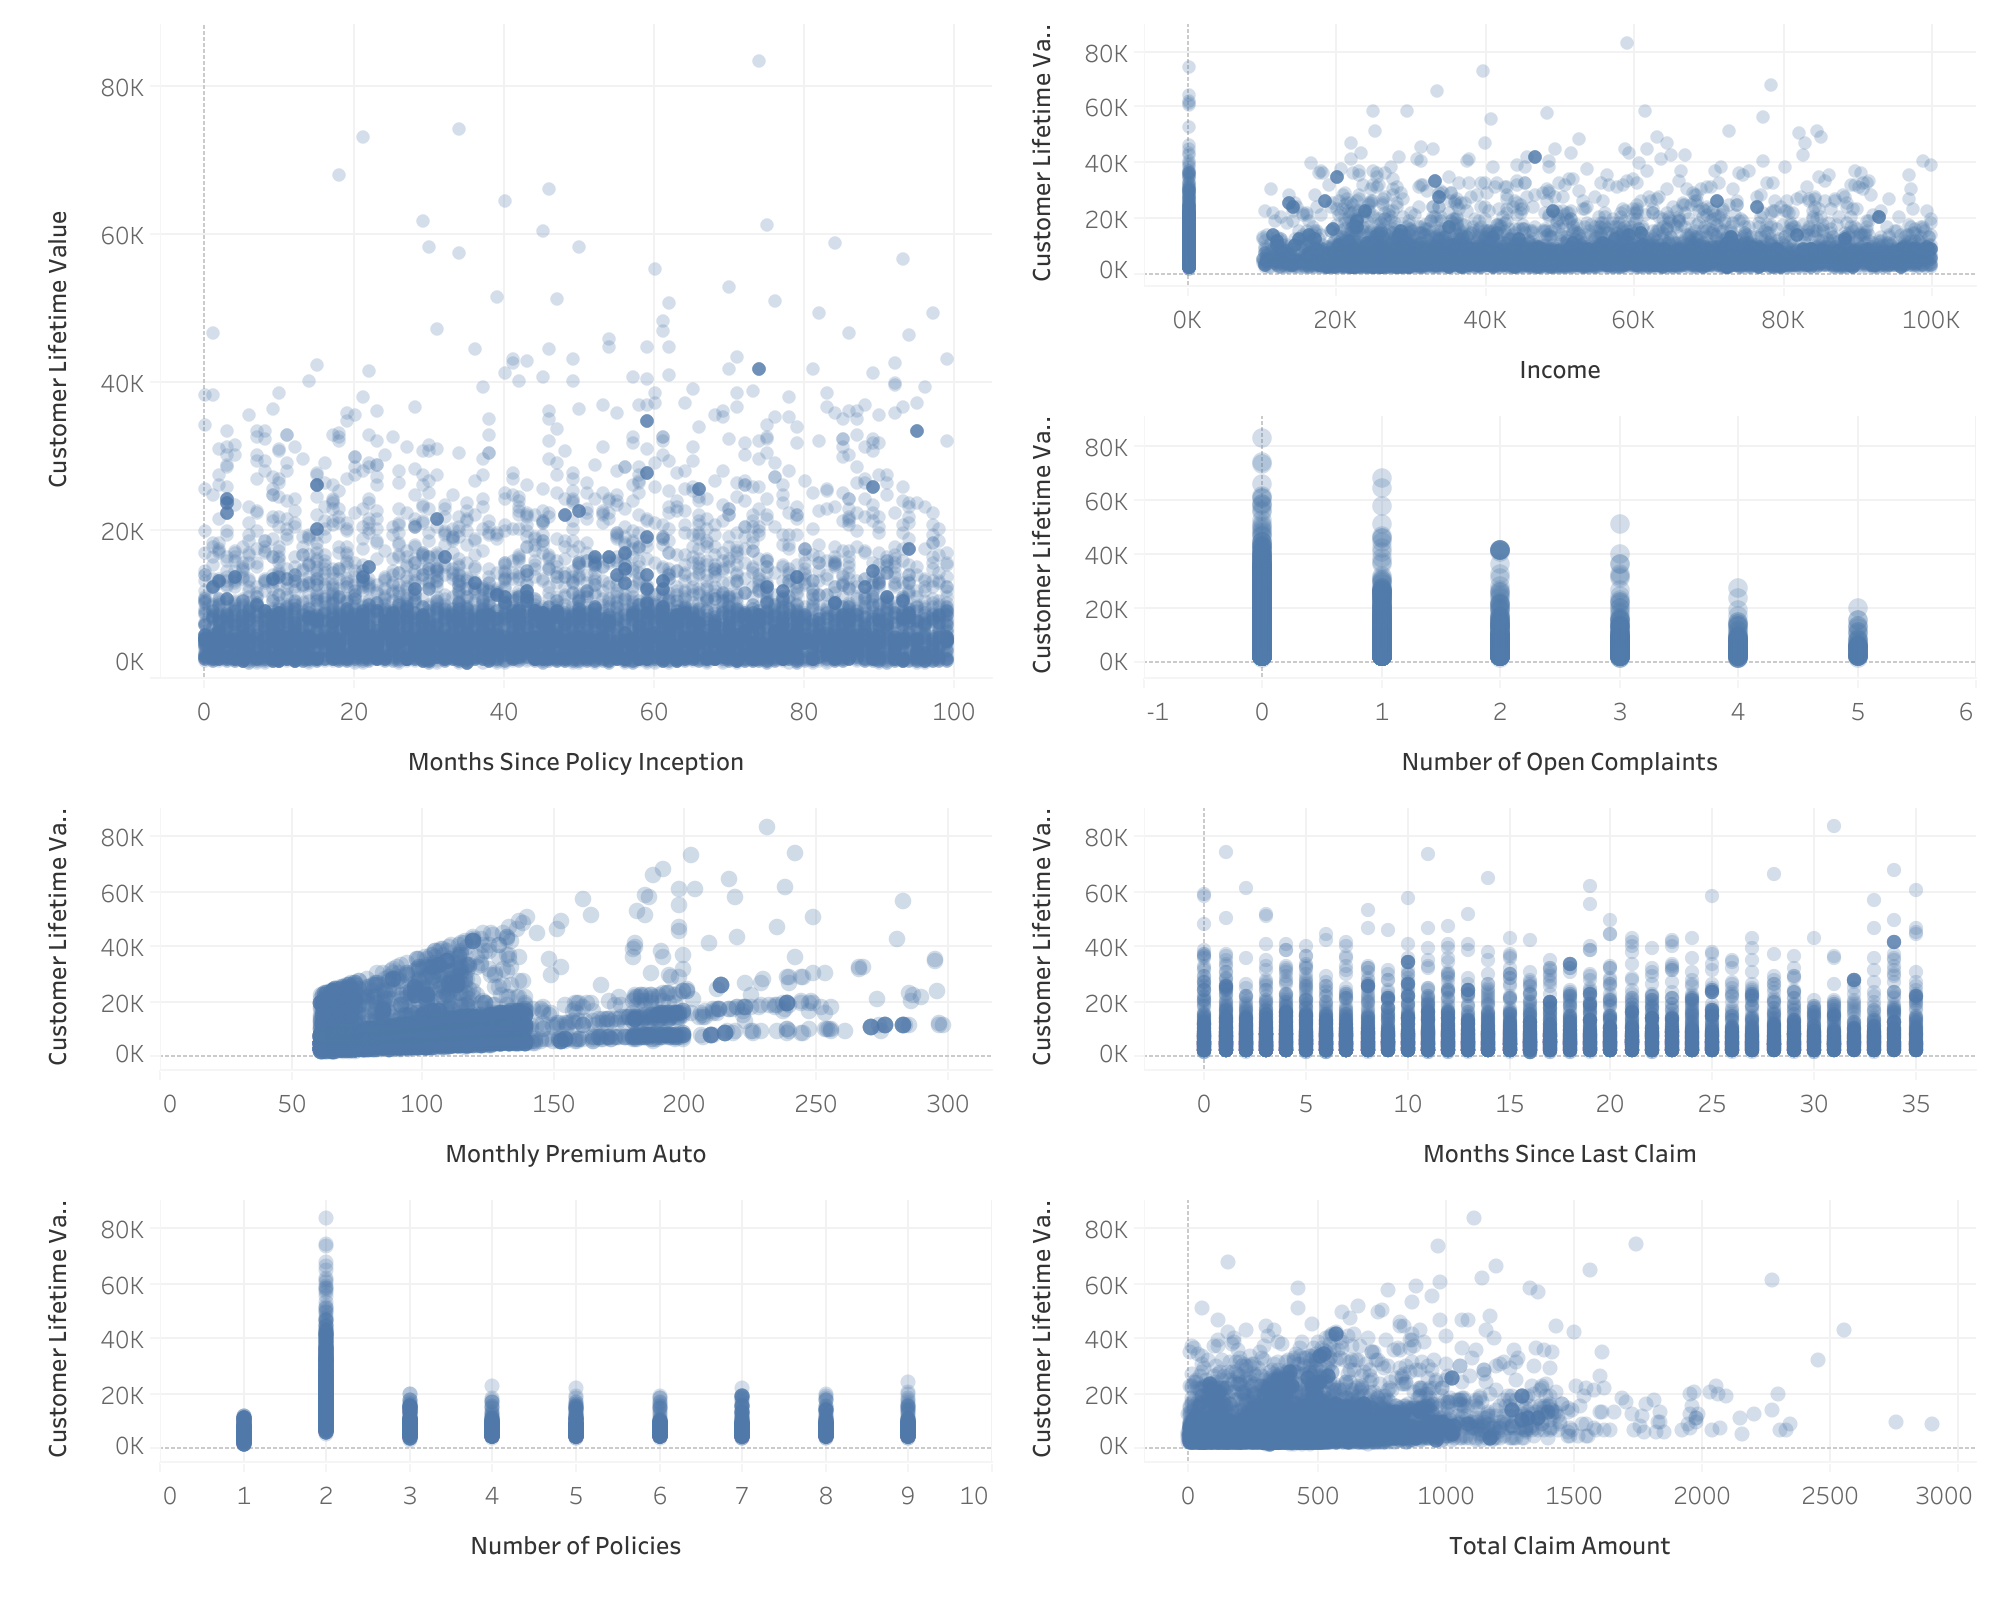 Customer Lifetime Value
80K
60K
40K
20K
0K
0 20 40 60 80 100
Months Since Policy Inception
Customer Lifetime Va..
80K
60K
40K
20K
0K
0K 20K 40K 60K 80K 100K
Income
Customer Lifetime Va..
80K
60K
40K
20K
0K
-1 0 1 2 3 4 5 6
Number of Open Complaints
Customer Lifetime Va..
80K
60K
40K
20K
0K
0 50 100 150 200 250 300
Monthly Premium Auto
Customer Lifetime Va..
80K
60K
40K
20K
0K
0 5 10 15 20 25 30 35
Months Since Last Claim
Customer Lifetime Va..
80K
60K
40K
20K
0K
0 1 2 3 4 5 6 7 8 9 10
Number of Policies
Customer Lifetime Va..
80K
60K
40K
20K
0K
0 500 1000 1500 2000 2500 3000
Total Claim Amount